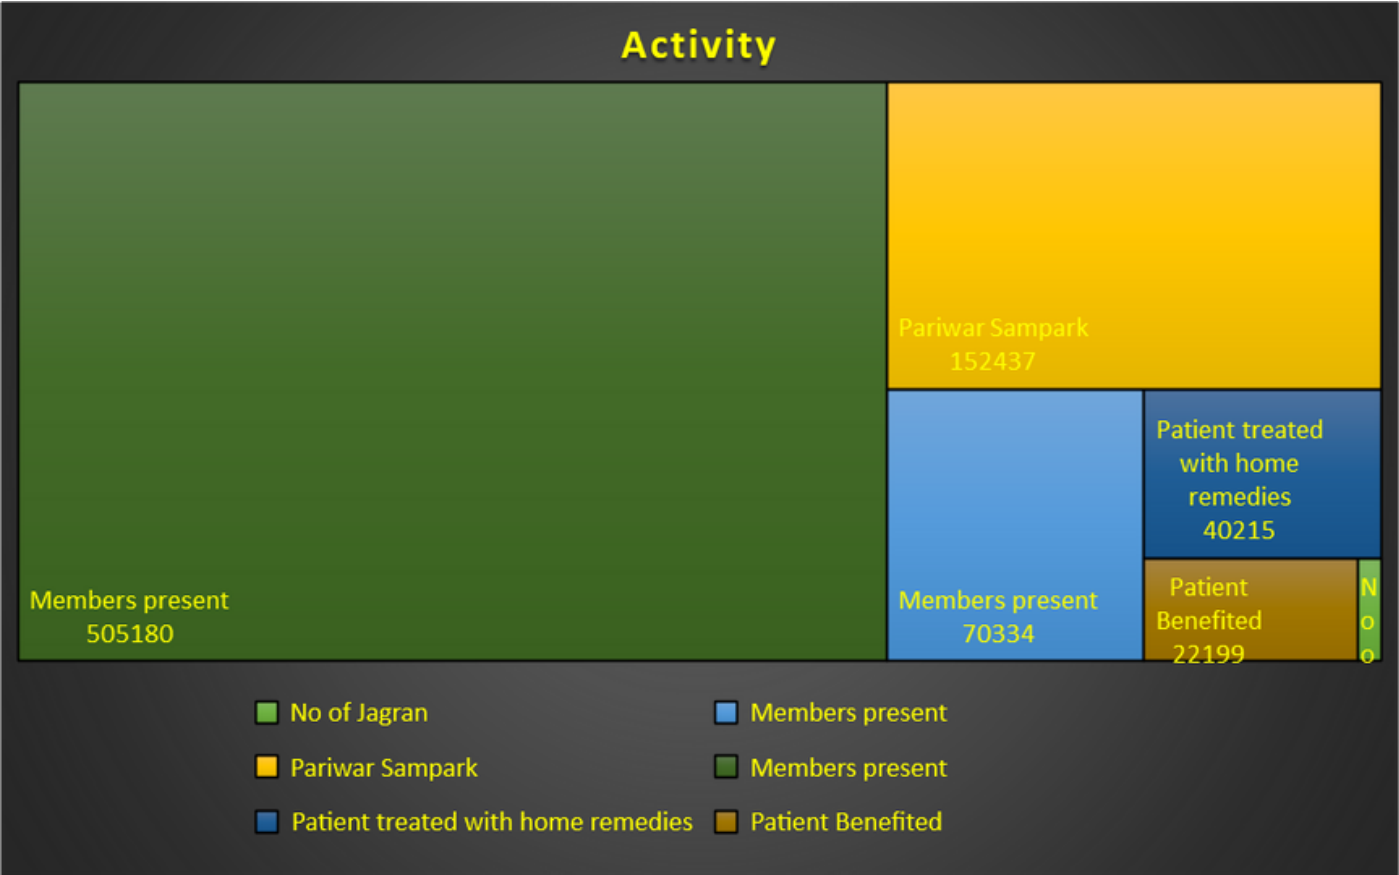 Activity
Pariwar Sampark
152437
Patient treated
with home
remedies
40215
Members present
505180
Members present
70334
Patient
Benefited
22199
N
o
o
No of Jagran
Members present
Pariwar Sampark
Members present
Patient treated with home remedies
Patient Benefited